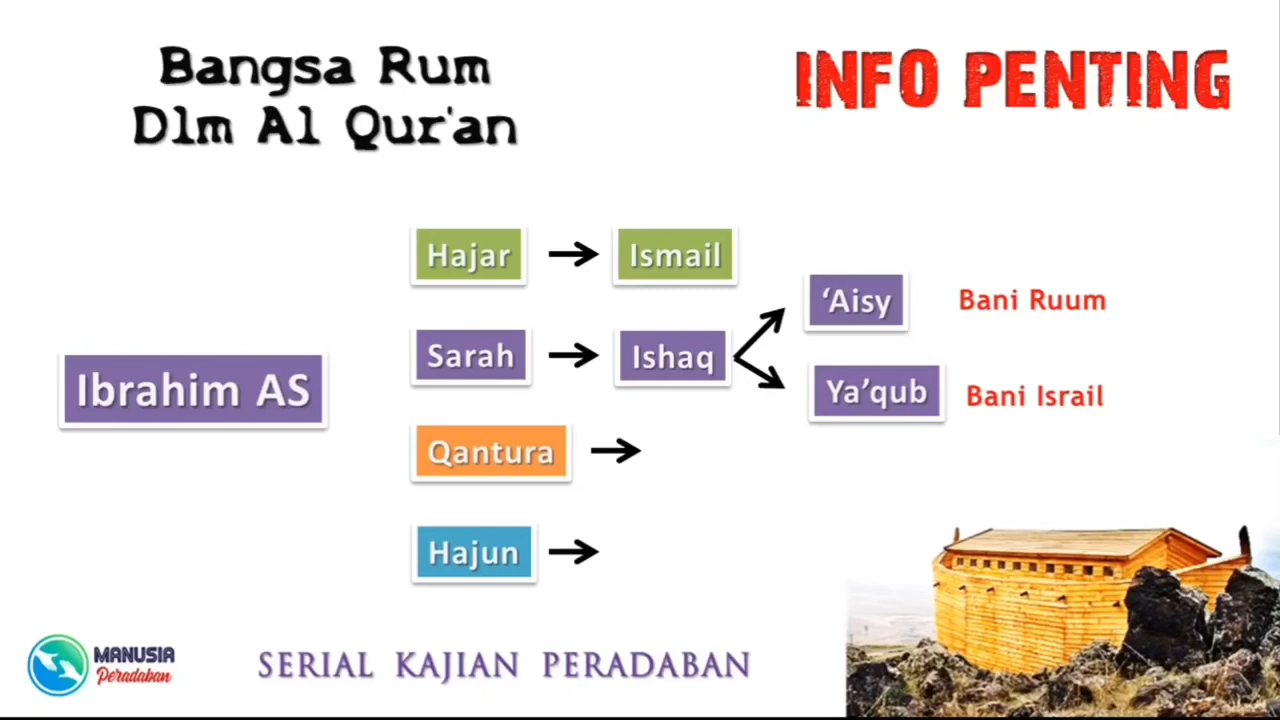 Bangsa Rum
Dlm Al Qur'an
INFO PENTING
Hajar
Ismail
‘Aisy
Bani Ruum
Sarah
Ishaq
Ibrahim AS
Ya’qub
Bani Israil
Qantura
Hajun
MANUSIA
Peradaban
SERIAL KAJIAN PERADABAN